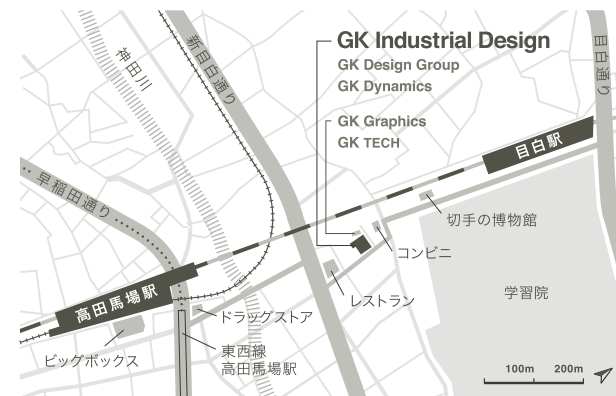 GK Industrial Design
GK Design Group
GK Dynamics
GK Graphics
GK TECH
神田川
新目白通り
目白通り
目白駅
早稲田通り
切手の博物館
コンビニ
高田馬場駅
レストラン
学習院
ドラッグストア
ビッグボックス
東西線
高田馬場駅
100m 200m